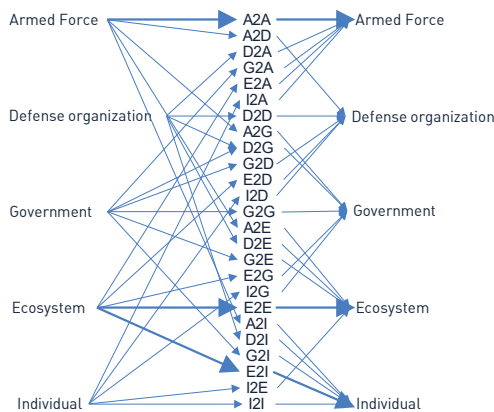 Armed Force
Defense organization
Government
Ecosystem
Individual
A2A
A2D
D2A
G2A
E2A
I2A
D2D
A2G
D2G
G2D
E2D
I2D
G2G
A2E
D2E
G2E
E2G
I2G
E2E
A2I
D2I
G2I
E2I
I2E
I2I
Armed Force
Defense organization
Government
Ecosystem
Individual